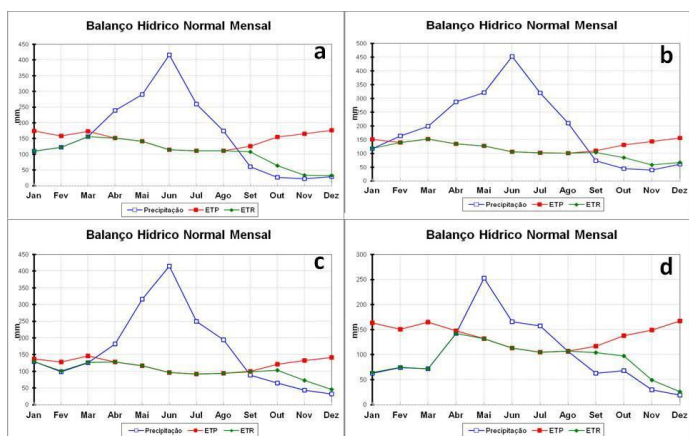 Balanço Hídrico Normal Mensal
a
450
400
350
300
250
200
150
100
50
0
mm
Jan Fev Mar Abr Mai Jun Jul Ago Set Out Nov Dez
Precipitação ETP ETR
Balanço Hídrico Normal Mensal
b
500
450
400
350
300
250
200
150
100
50
0
mm
Jan Fev Mar Abr Mai Jun Jul Ago Set Out Nov Dez
Precipitação ETP ETR
Balanço Hídrico Normal Mensal
c
450
400
350
300
250
200
150
100
50
0
mm
Jan Fev Mar Abr Mai Jun Jul Ago Set Out Nov Dez
Precipitação ETP ETR
Balanço Hídrico Normal Mensal
d
300
250
200
150
100
50
0
mm
Jan Fev Mar Abr Mai Jun Jul Ago Set Out Nov Dez
Precipitação ETP ETR